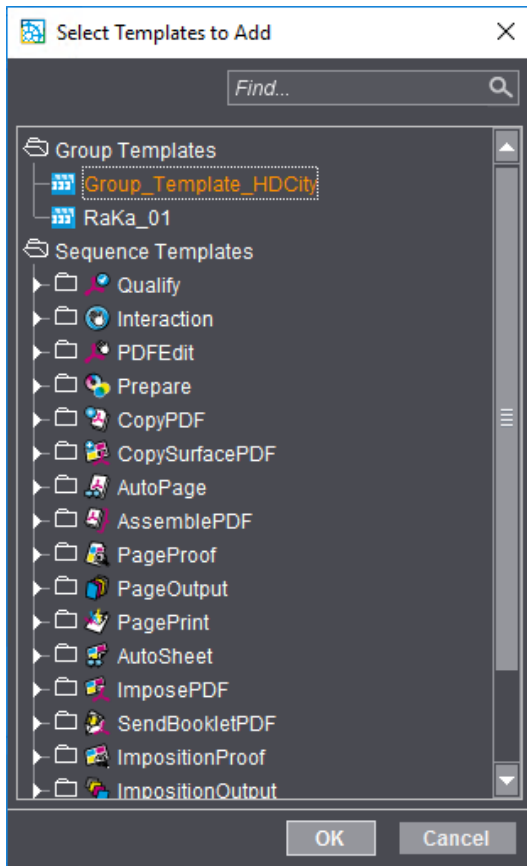 Select Templates to Add
Find...
Group Templates
Group_Template_HDCity
RaKa_01
Sequence Templates
Qualify
Interaction
PDFEdit
Prepare
CopyPDF
CopySurfacePDF
AutoPage
AssemblePDF
PageProof
PageOutput
PagePrint
AutoSheet
ImposePDF
SendBookletPDF
ImpositionProof
ImpositionOutput
OK Cancel